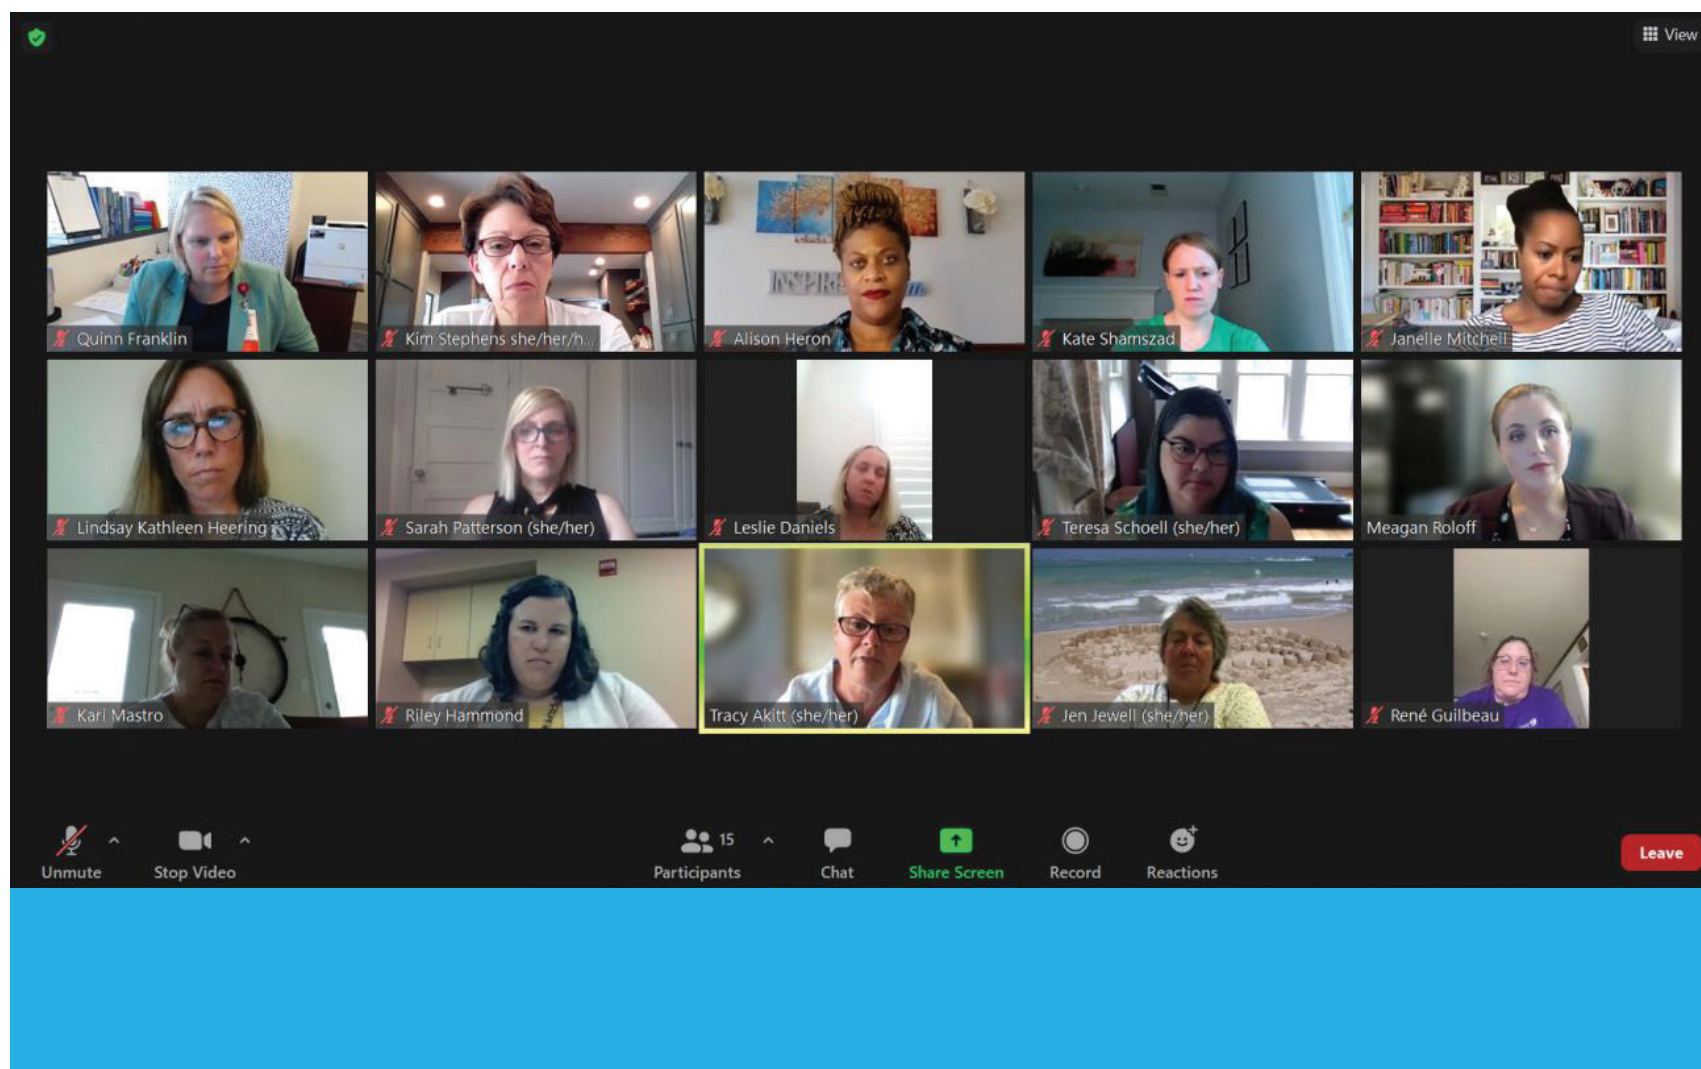 View
Quinn Franklin
Kim Stephens she/her/h...
INSPIRE
Alison Heron
Kate Shamszad
Janelle Mitchell
Lindsay Kathleen Heering
Sarah Patterson (she/her)
Leslie Daniels
Teresa Schoell (she/her)
Meagan Roloff
Kari Mastro
Riley Hammond
Tracy Akitt (she/her)
Jen Jewell (she/her)
René Guilbeau
15
Unmute
Stop Video
Participants
Chat
Share Screen
Record
Reactions
Leave